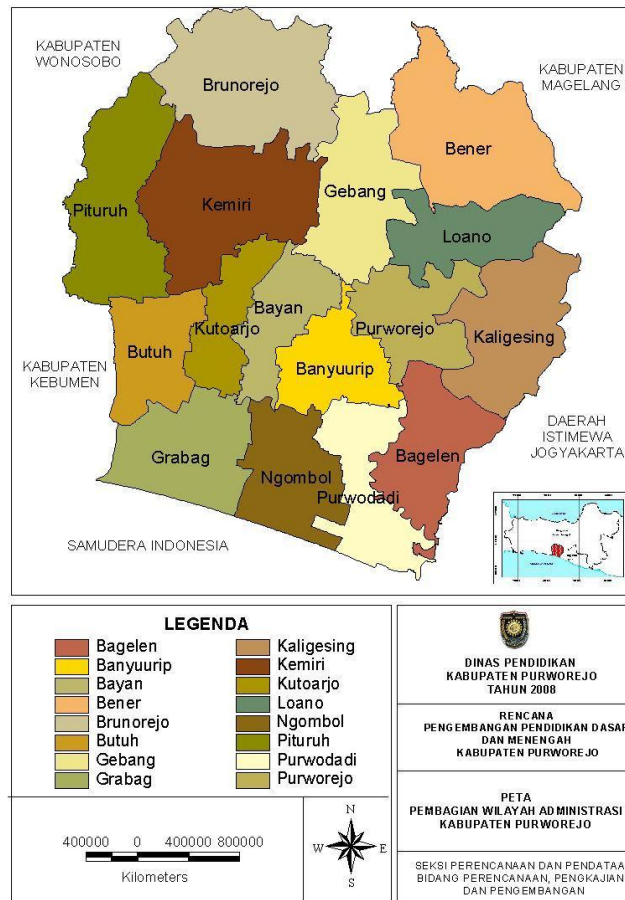 KABUPATEN
WONOSOBO
KABUPATEN
MAGELANG
Brunorejo
Bener
Gebang
Pituruh
Kemiri
Loano
Bayan
Kutoarjo
Purworejo
Kaligesing
Butuh
KABUPATEN
KEBUMEN
Banyuurip
DAERAH
ISTIMEWA
JOGYAKARTA
Grabag
Ngombol
Bagelen
Purwodadi
SAMUDERA INDONESIA
LEGENDA
Bagelen
Banyuurip
Bayan
Bener
Brunorejo
Butuh
Gebang
Grabag
Kaligesing
Kemiri
Kutoarjo
Loano
Ngombol
Pituruh
Purwodadi
Purworejo
400000 0 400000 800000
Kilometers
N
W E
S
DINAS PENDIDIKAN
KABUPATEN PURWOREJO
TAHUN 2008
RENCANA
PENGEMBANGAN PENDIDIKAN DASAR
DAN MENENGAH
KABUPATEN PURWOREJO
PETA
PEMBAGIAN WILAYAH ADMINISTRASI
KABUPATEN PURWOREJO
SEKSI PERENCANAAN DAN PENDATAA
BIDANG PERENCANAAN, PENGKAJIAN
DAN PENGEMBANGAN